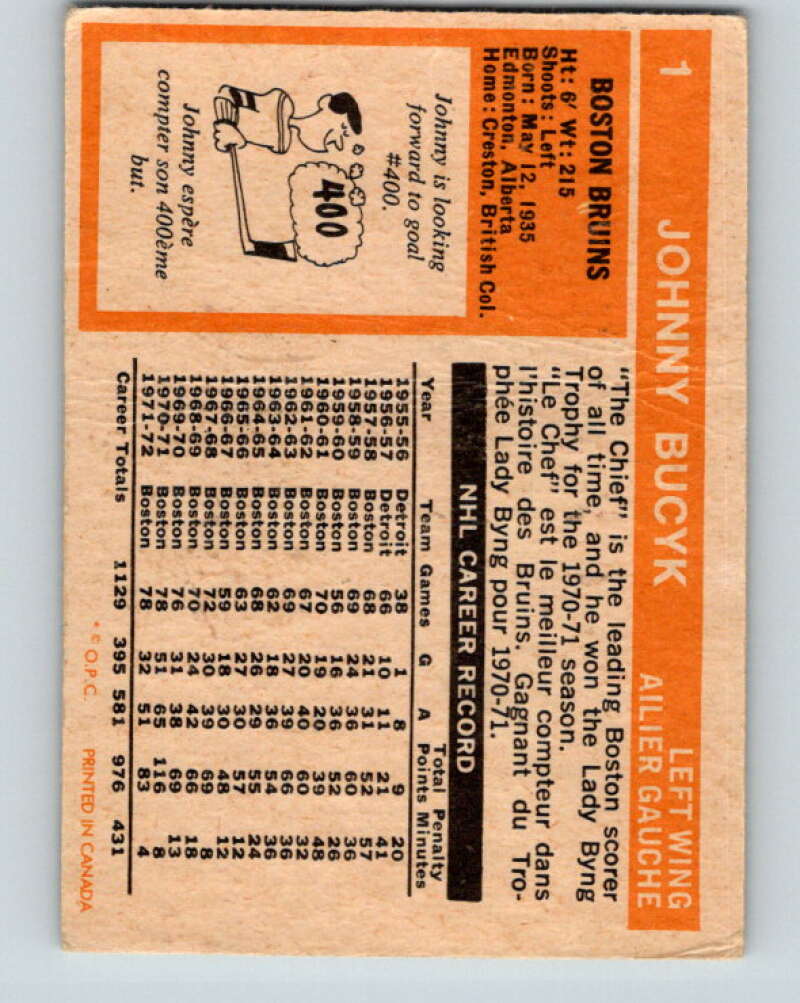 1 JOHNNY BUCYK LEFT WING
AILIER GAUCHE
BOSTON BRUINS
Ht: 6' Wt: 215
Shoots: Left
Born: May 12, 1935
Edmonton, Alberta
Home: Creston, British Col.
Johnny is looking
forward to goal
#400.
400
Johnny espère
compter son 400ème
but.
"The Chief" is the leading Boston scorer
of all time, and he won the Lady Byng
Trophy for the 1970-71 season.
"Le Chef" est le meilleur compteur dans
l'histoire des Bruins. Gagnant du Tro-
phée Lady Byng pour 1970-71.
NHL CAREER RECORD
Total Penalty
Year Team Games G A Points Minutes
1955-56 Detroit 38 1 8 9 20
1956-57 Detroit 66 10 11 21 41
1957-58 Boston 68 21 31 52 57
1958-59 Boston 69 24 36 60 36
1959-60 Boston 56 16 36 52 26
1960-61 Boston 70 19 20 39 48
1961-62 Boston 67 20 40 60 32
1962-63 Boston 69 27 39 66 36
1963-64 Boston 62 18 36 54 36
1964-65 Boston 68 26 29 55 24
1965-66 Boston 63 27 30 57 12
1966-67 Boston 59 18 30 48 12
1967-68 Boston 72 30 39 69 8
1968-69 Boston 70 24 42 66 18
1969-70 Boston 76 31 38 69 13
1970-71 Boston 78 51 65 116 8
1971-72 Boston 78 32 51 83 4
Career Totals 1129 395 581 976 431
* © O.P.C. PRINTED IN CANADA